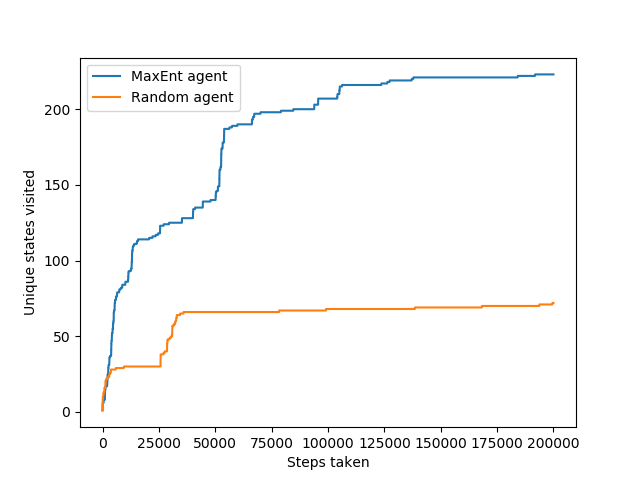 MaxEnt agent
Random agent
Unique states visited
200
150
100
50
0
0 25000 50000 75000 100000 125000 150000 175000 200000
Steps taken